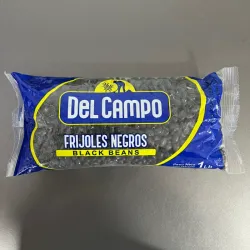 DEL CAMPO
FRIJOLES NEGROS
BLACK BEANS